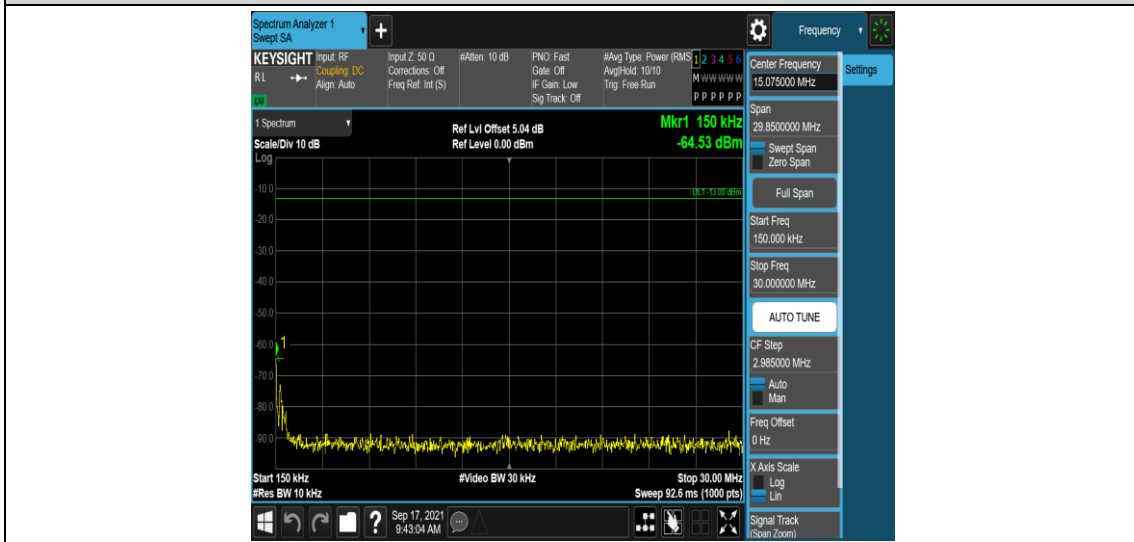 Spectrum Analyzer 1
Swept SA
+
Frequency
KEYSIGHT
RL
LXI
Input: RF
Coupling: DC
Align: Auto
Input Z: 50 Ω
Corrections: Off
Freq Ref: Int (S)
#Atten: 10 dB
PNO: Fast
Gate: Off
IF Gain: Low
Sig Track: Off
#Avg Type: Power (RMS
Avg|Hold: 10/10
Trig: Free Run
1 2 3 4 5 6
M W W W W W
P P P P P P
1 Spectrum
Scale/Div 10 dB
Ref Lvl Offset 5.04 dB
Ref Level 0.00 dBm
Mkr1 150 kHz
-64.53 dBm
Log
DL1 -13.00 dBm
-10.0
-20.0
-30.0
-40.0
-50.0
-60.0
1
-70.0
-80.0
-90.0
Start 150 kHz
#Res BW 10 kHz
#Video BW 30 kHz
Stop 30.00 MHz
Sweep 92.6 ms (1000 pts)
Sep 17, 2021
9:43:04 AM
?
Center Frequency
15.075000 MHz
Settings
Span
29.8500000 MHz
Swept Span
Zero Span
Full Span
Start Freq
150.000 kHz
Stop Freq
30.000000 MHz
AUTO TUNE
CF Step
2.985000 MHz
Auto
Man
Freq Offset
0 Hz
X Axis Scale
Log
Lin
Signal Track
(Span Zoom)